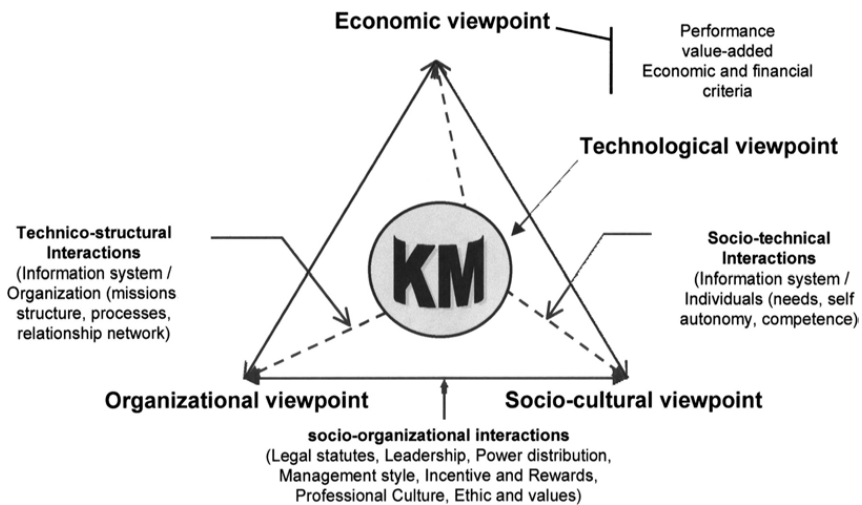 Economic viewpoint
Performance
value-added
Economic and financial
criteria
Technological viewpoint
Technico-structural
Interactions
(Information system /
Organization (missions
structure, processes,
relationship network)
KM
Socio-technical
Interactions
(Information system /
Individuals (needs, self
autonomy, competence)
Organizational viewpoint
Socio-cultural viewpoint
socio-organizational interactions
(Legal statutes, Leadership, Power distribution,
Management style, Incentive and Rewards,
Professional Culture, Ethic and values)